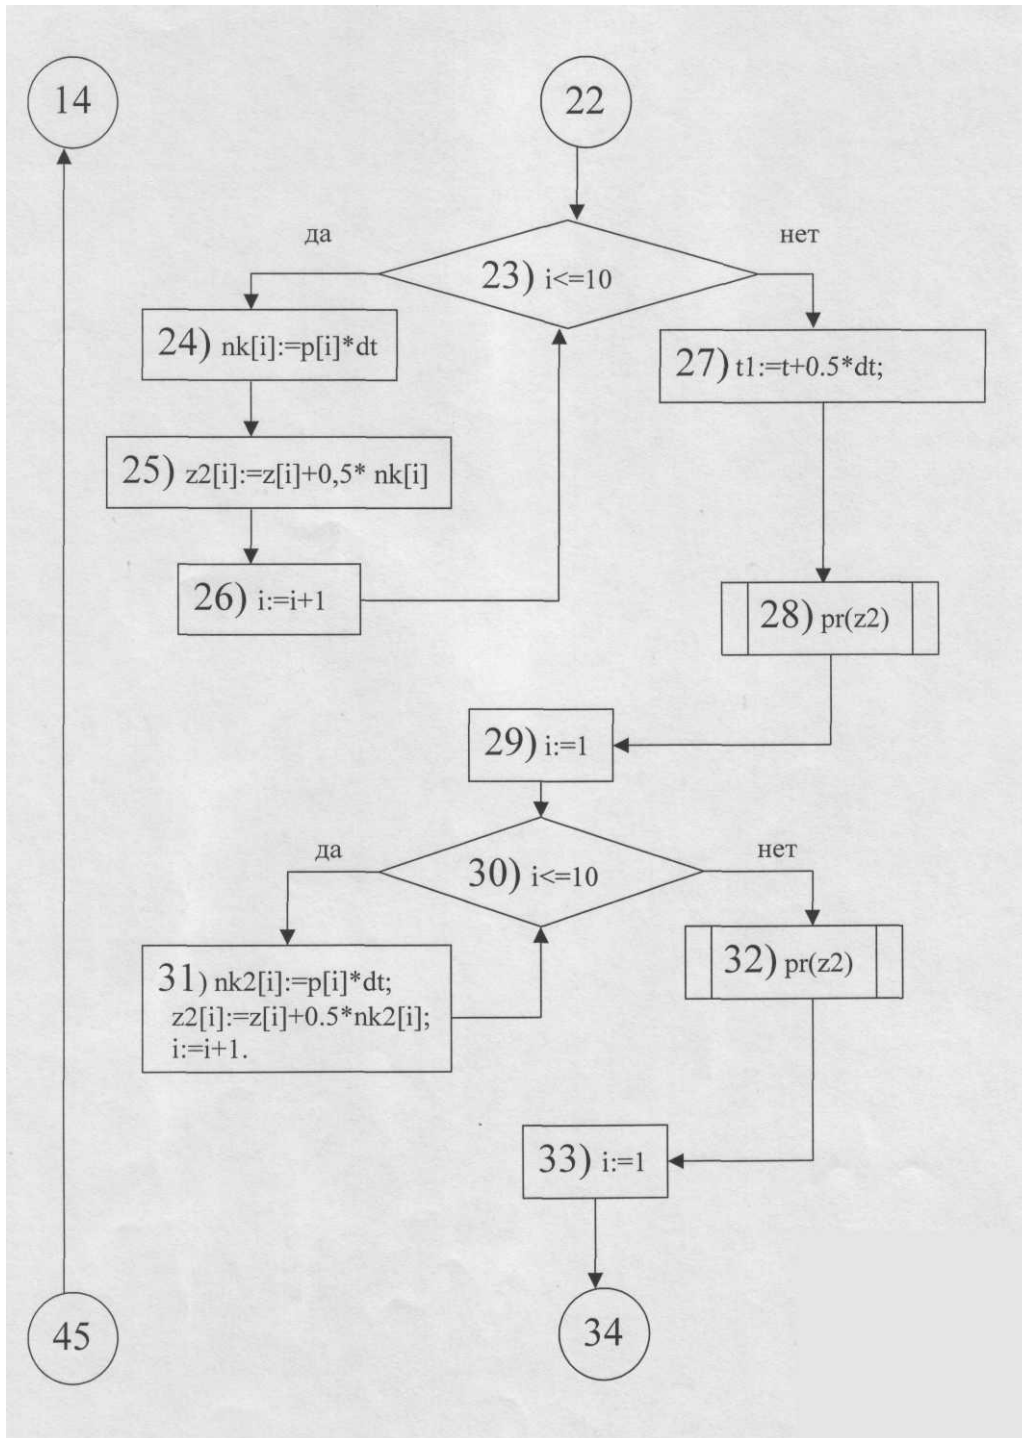 14
22
да
нет
23) i<=10
24) nk[i]:=p[i]*dt
27) t1:=t+0.5*dt;
25) z2[i]:=z[i]+0,5* nk[i]
26) i:=i+1
28) pr(z2)
29) i:=1
да
нет
30) i<=10
31) nk2[i]:=p[i]*dt;
z2[i]:=z[i]+0.5*nk2[i];
i:=i+1.
32) pr(z2)
33) i:=1
45
34